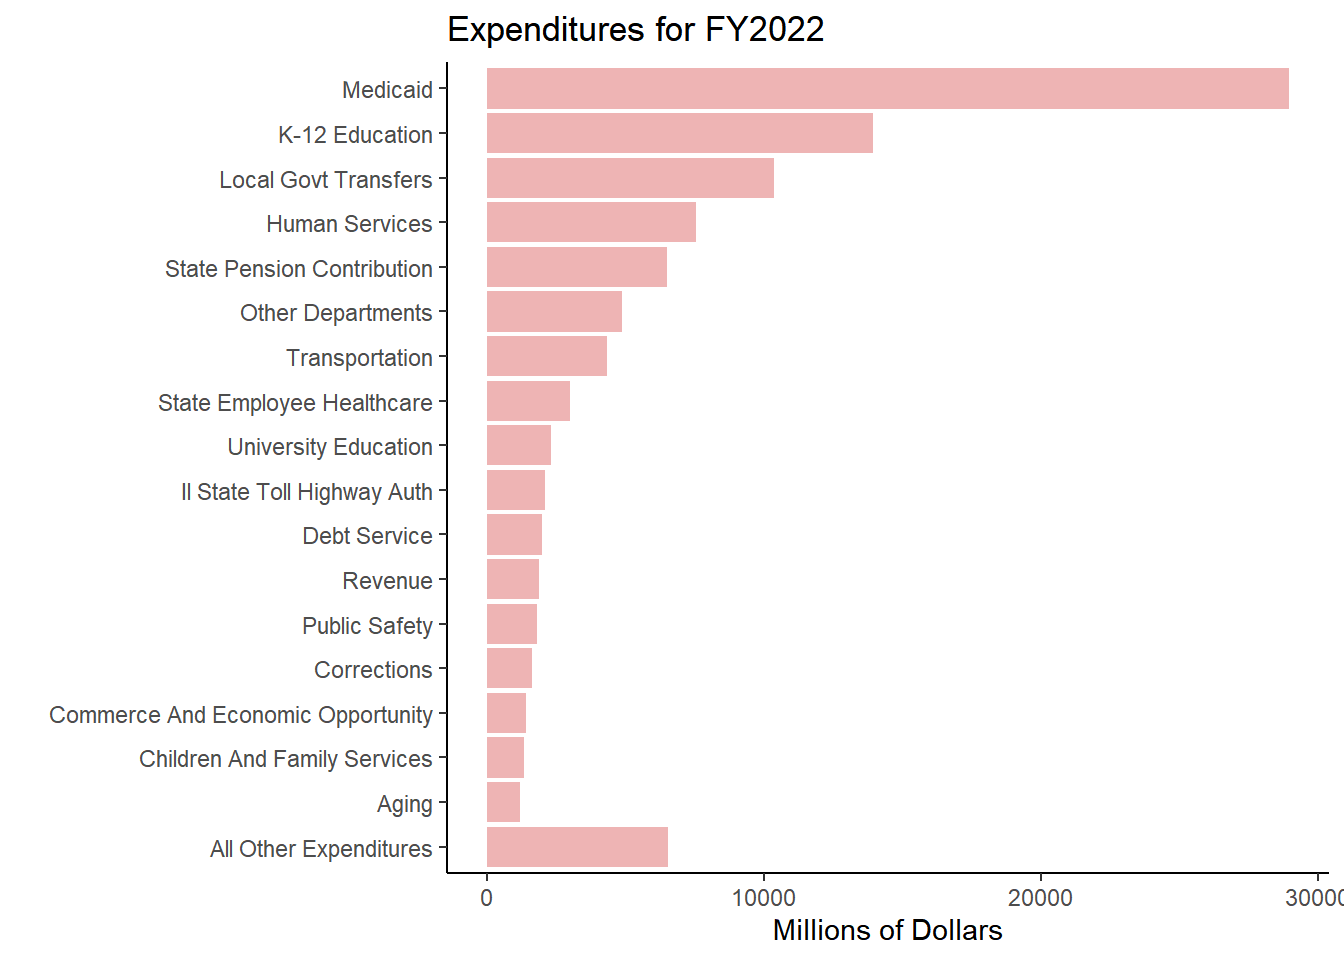 Expenditures for FY2022
Medicaid
K-12 Education
Local Govt Transfers
Human Services
State Pension Contribution
Other Departments
Transportation
State Employee Healthcare
University Education
Il State Toll Highway Auth
Debt Service
Revenue
Public Safety
Corrections
Commerce And Economic Opportunity
Children And Family Services
Aging
All Other Expenditures
0 10000 20000 30000
Millions of Dollars